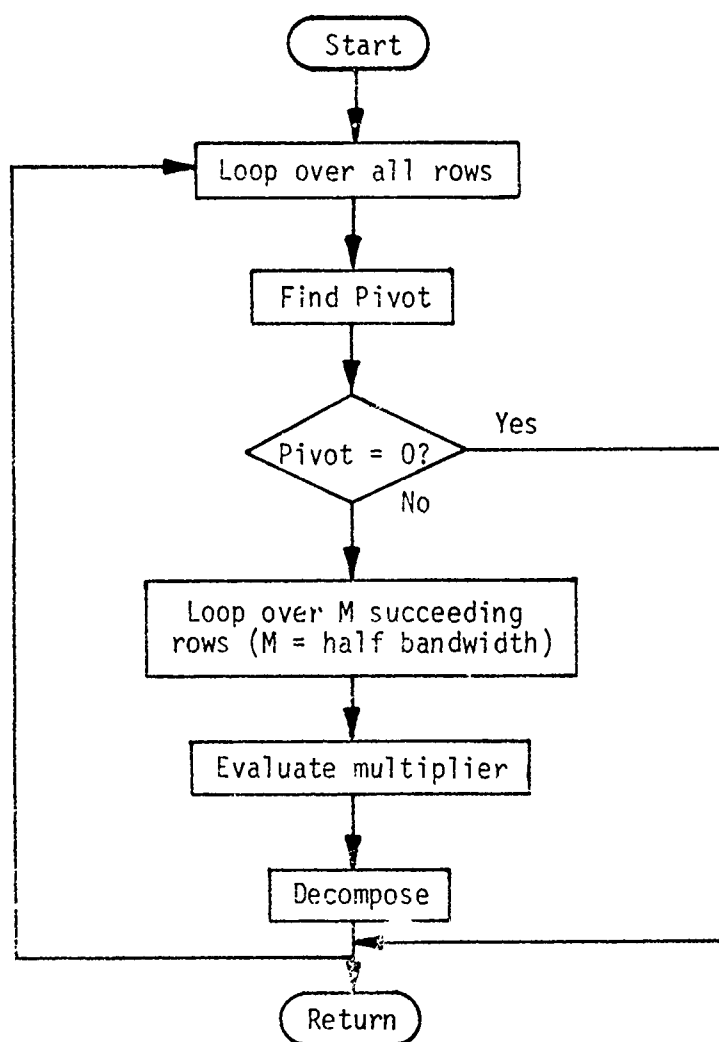 Start
Loop over all rows
Find Pivot
Pivot = 0?
Yes
No
Loop over M succeeding
rows (M = half bandwidth)
Evaluate multiplier
Decompose
Return